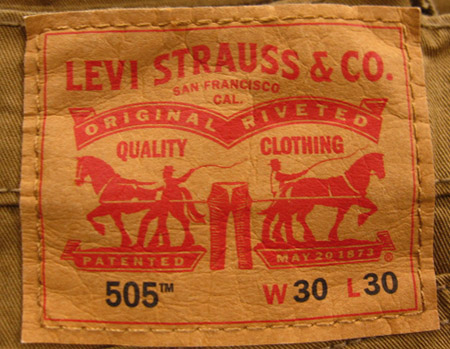 LEVI STRAUSS & CO.
SAN FRANCISCO
CAL.
ORIGINAL RIVETED
QUALITY CLOTHING
PATENTED MAY 20 1873 ®
505™ W 30 L 30